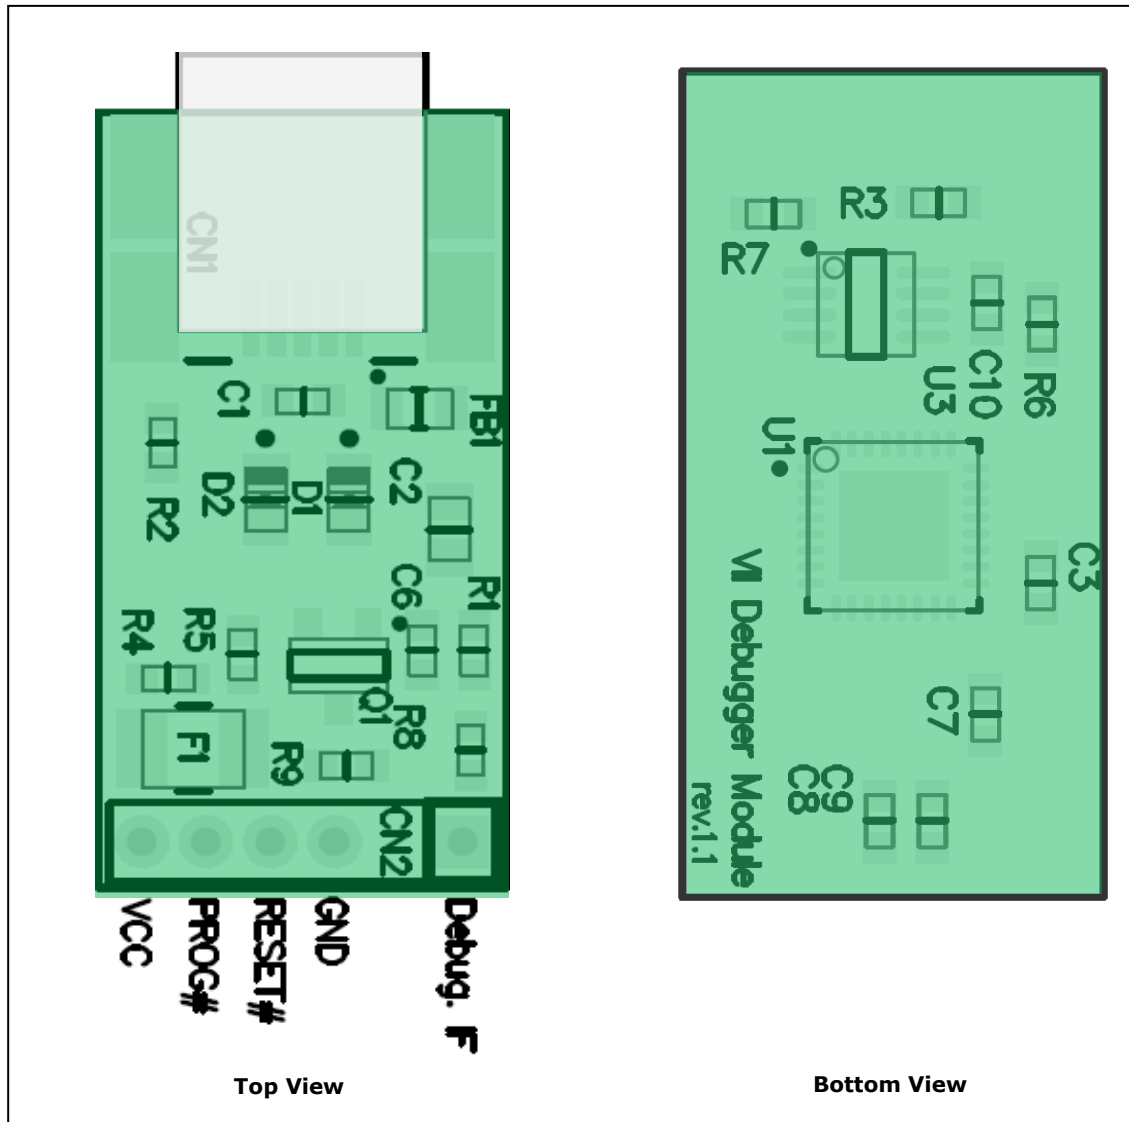 CN1
C1
FB1
R2
D2
D1
C2
C6
R1
R4
R5
Q1
R8
F1
R9
CN2
VCC
PROG#
RESET#
GND
Debug. IF
Top View
R3
R7
U3
C10
R6
U1
C3
VII Debugger Module
rev.1.1
C7
C8
C9
Bottom View